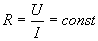 R = U/I = const